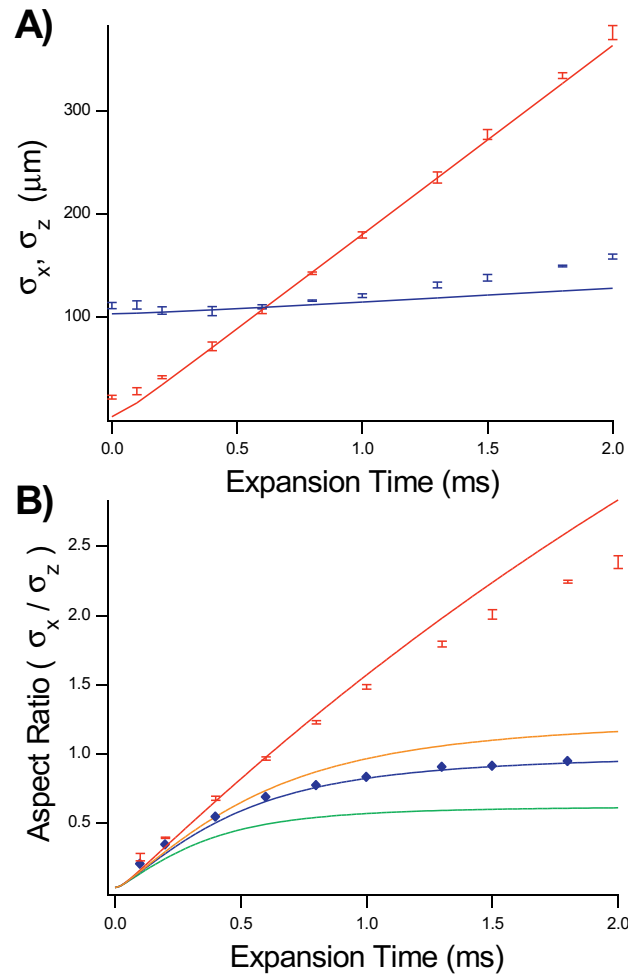 A)
300
200
100
σx, σz (μm)
0.0 0.5 1.0 1.5 2.0
Expansion Time (ms)
B)
2.5
2.0
1.5
1.0
0.5
Aspect Ratio ( σx / σz )
0.0 0.5 1.0 1.5 2.0
Expansion Time (ms)